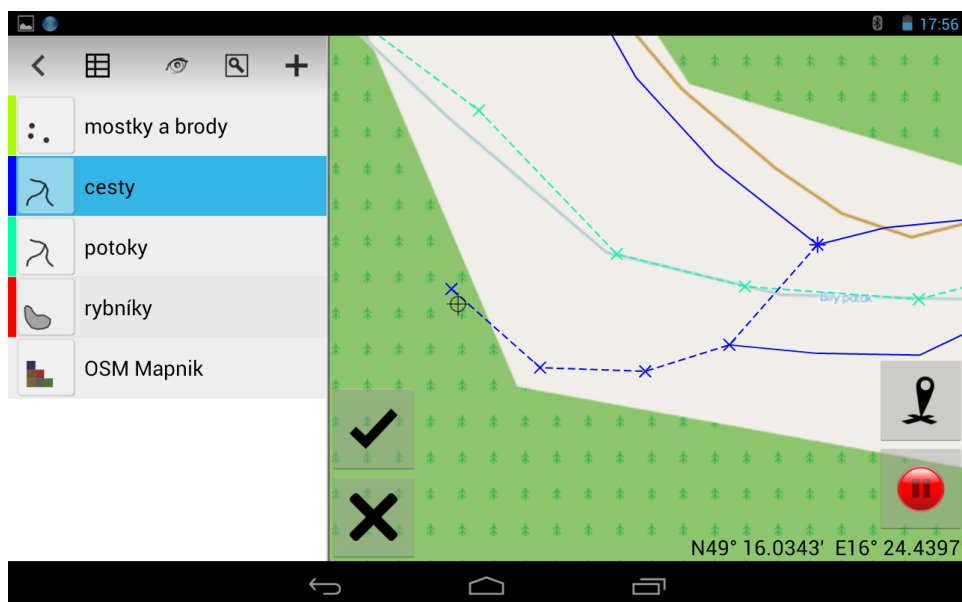 17:56
mostky a brody
cesty
potoky
rybníky
OSM Mapnik
Bílý potok
N49° 16.0343' E16° 24.4397